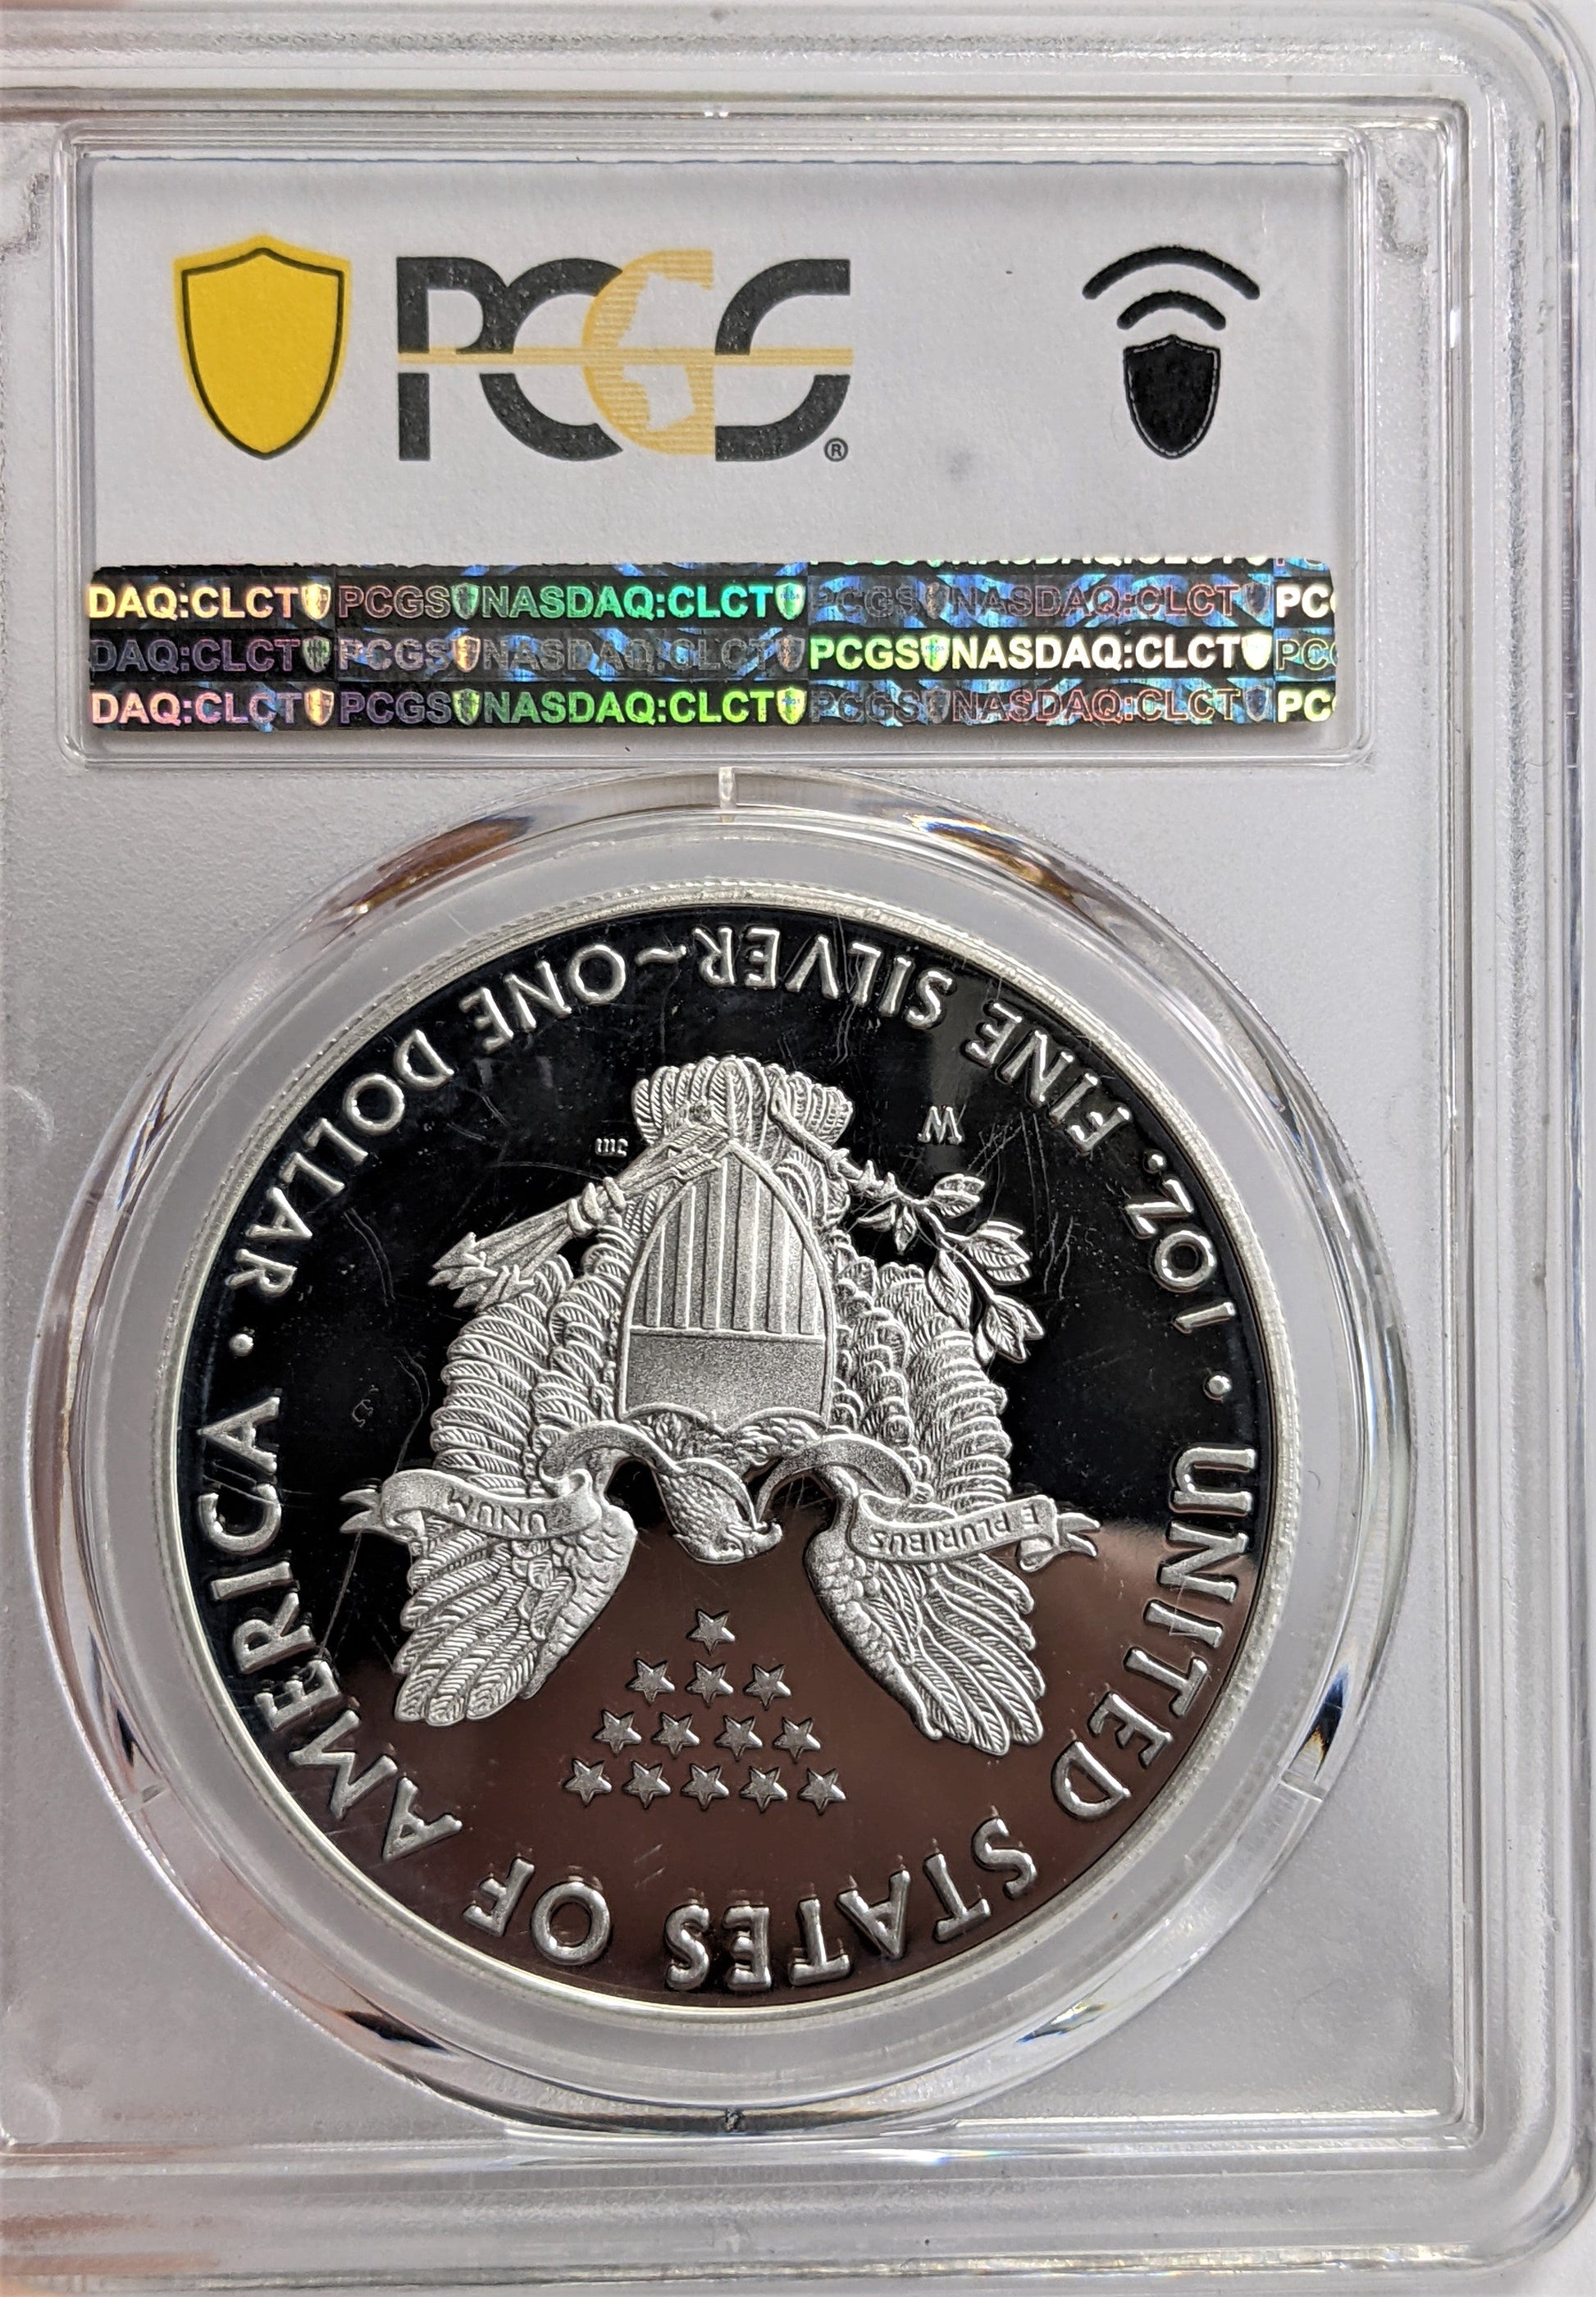 PCGS®
DAQ:CLCT PCGS NASDAQ:CLCT PCGS NASDAQ:CLCT PC
DAQ:CLCT PCGS NASDAQ:CLCT PCGS NASDAQ:CLCT PC
DAQ:CLCT PCGS NASDAQ:CLCT PCGS NASDAQ:CLCT PC
UNITED STATES OF AMERICA •
1 OZ. FINE SILVER~ONE DOLLAR •
W
E PLURIBUS
UNUM